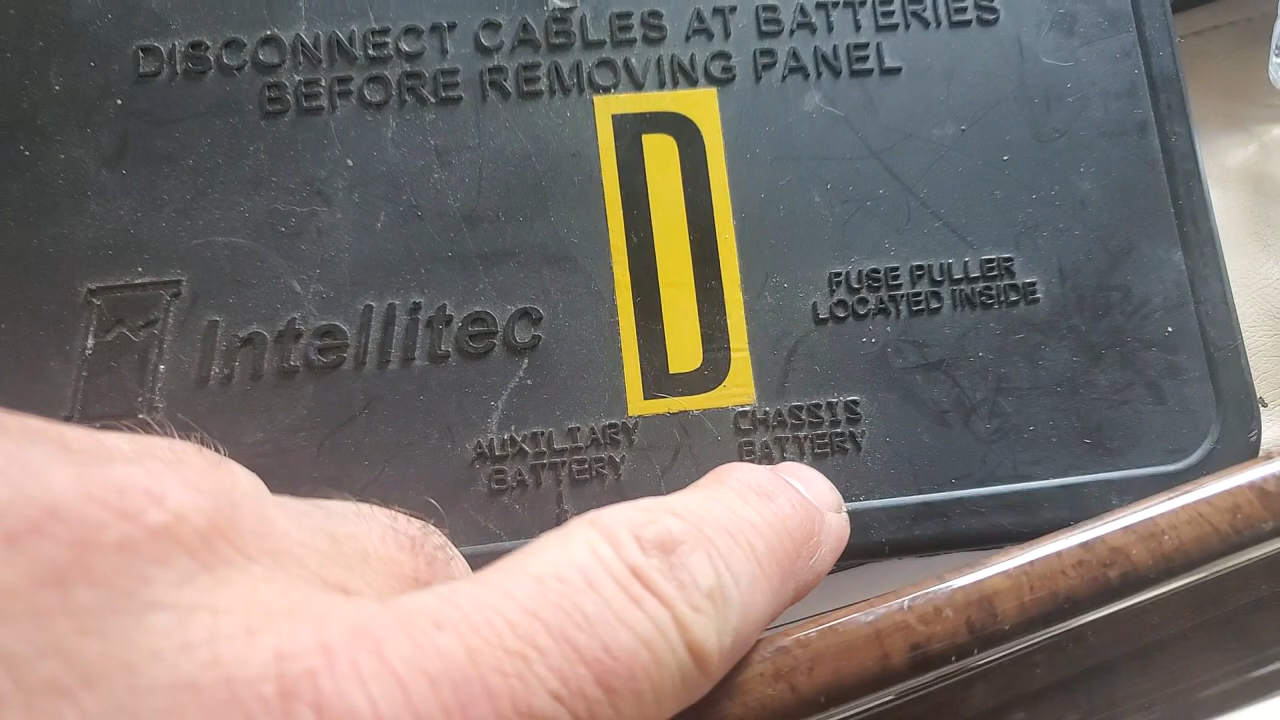 DISCONNECT CABLES AT BATTERIES
BEFORE REMOVING PANEL
D
FUSE PULLER
LOCATED INSIDE
Intellitec
AUXILIARY
BATTERY
CHASSIS
BATTERY